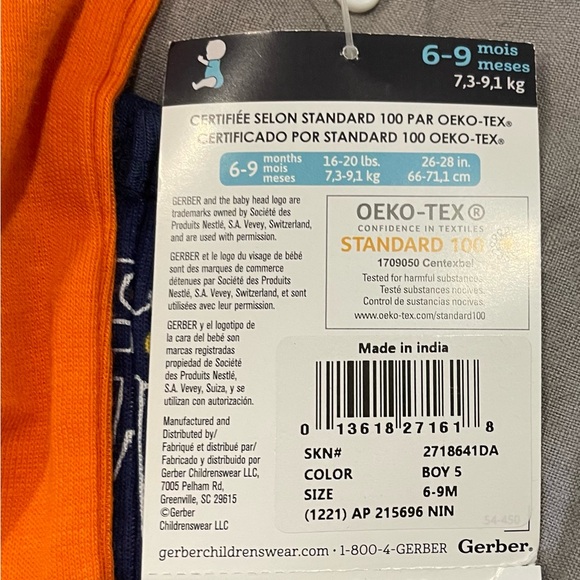 6-9 mois
meses
7,3-9,1 kg
CERTIFIÉE SELON STANDARD 100 PAR OEKO-TEX®
CERTIFICADO POR STANDARD 100 OEKO-TEX®
6-9 months
mois
meses
16-20 lbs.
7,3-9,1 kg
26-28 in.
66-71,1 cm
GERBER and the baby head logo are
trademarks owned by Société des
Produits Nestlé, S.A. Vevey, Switzerland,
and are used with permission.
GERBER et le logo du visage de bébé
sont des marques de commerce
détenues par Société des Produits
Nestlé, S.A. Vevey, Switzerland, et sont
utilisées avec leur permission.
GERBER y el logotipo de
la cara del bebé son
marcas registradas
propiedad de Société
des Produits Nestlé,
S.A. Vevey, Suiza, y se
utilizan con autorización.
Manufactured and
Distributed by/
Fabriqué et distribué par/
Fabricado y distribuido por
Gerber Childrenswear LLC,
7005 Pelham Rd,
Greenville, SC 29615
©Gerber
Childrenswear LLC
OEKO-TEX®
CONFIDENCE IN TEXTILES
STANDARD 100
1709050 Centexbel
Tested for harmful substances
Testé substances nocives.
Control de sustancias nocivas.
www.oeko-tex.com/standard100
Made in india
0 13618 27161 8
SKN# 2718641DA
COLOR BOY 5
SIZE 6-9M
(1221) AP 215696 NIN
54-450
gerberchildrenswear.com · 1-800-4-GERBER Gerber®